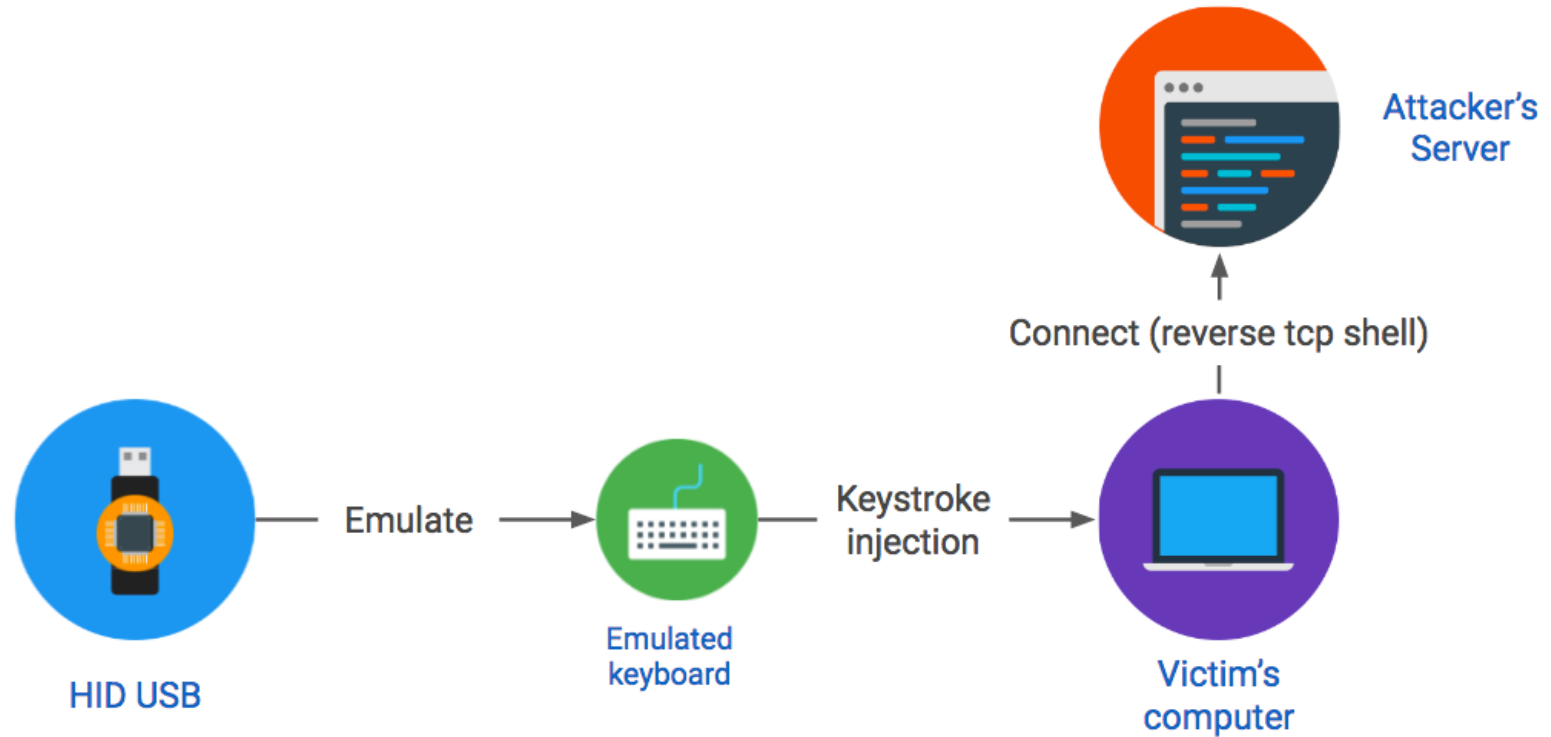 Attacker's
Server
Connect (reverse tcp shell)
Emulate
Keystroke
injection
Emulated
keyboard
HID USB
Victim's
computer